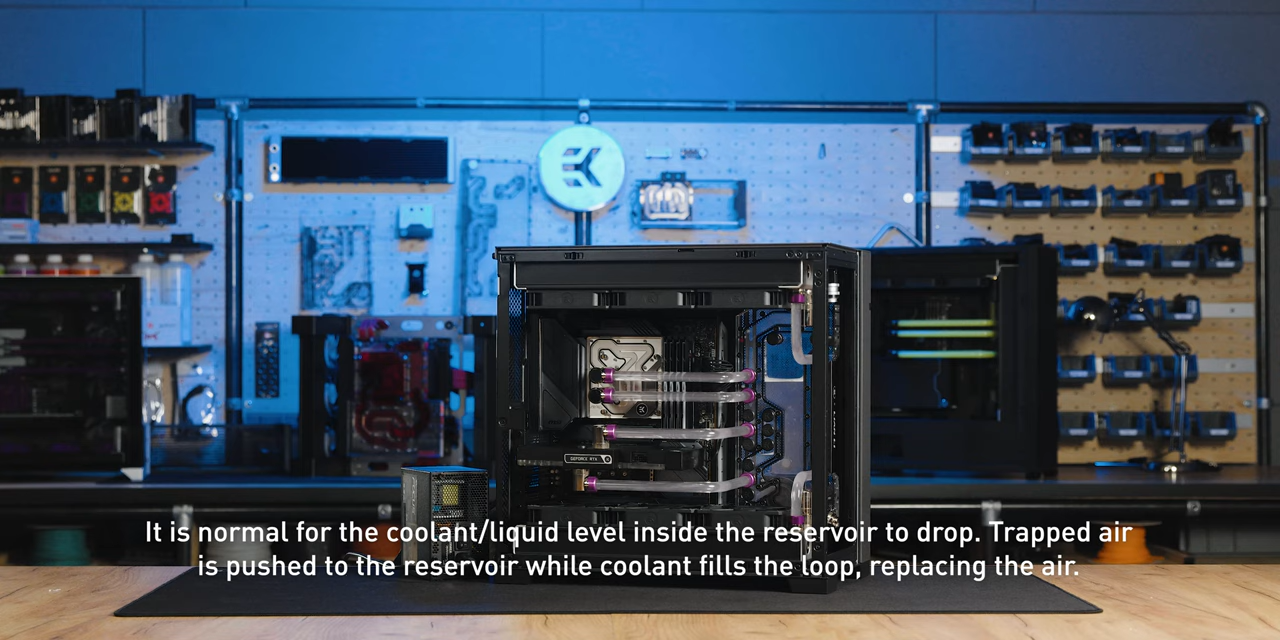 EK
GEFORCE RTX
It is normal for the coolant/liquid level inside the reservoir to drop. Trapped air
is pushed to the reservoir while coolant fills the loop, replacing the air.